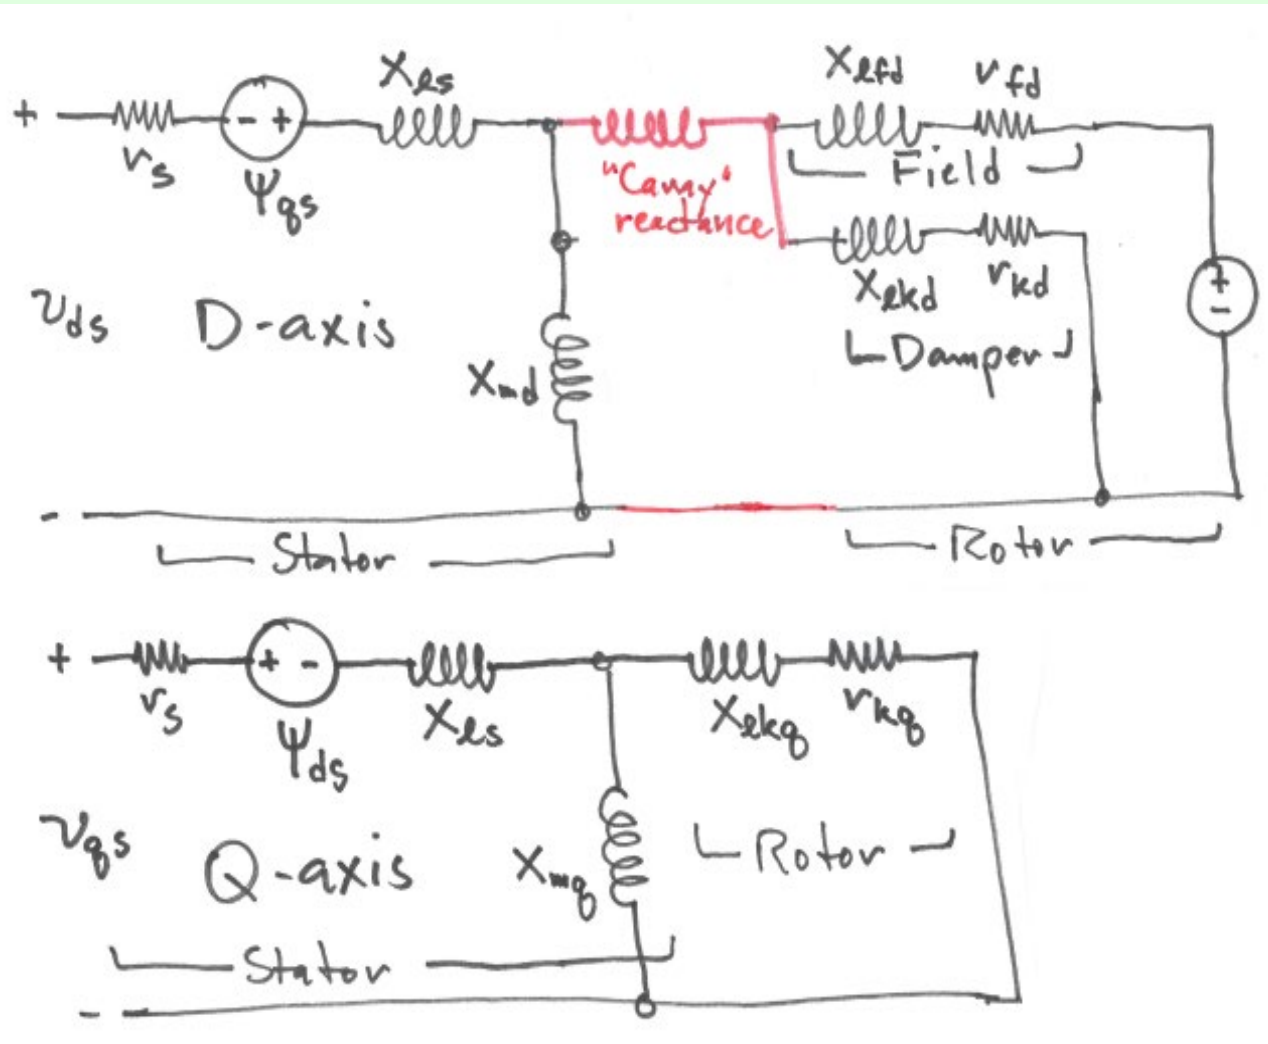 Xls
Xlfd rfd
+ - +
rs
Ψqs
"Canay"
reactance
Field
Xlkd rkd
+
-
vds D-axis
Damper
Xmd
-
Stator
Rotor
+ + -
rs
Ψds
Xls
Xlkq rkq
vqs Q-axis
Xmq
Rotor
Stator
-